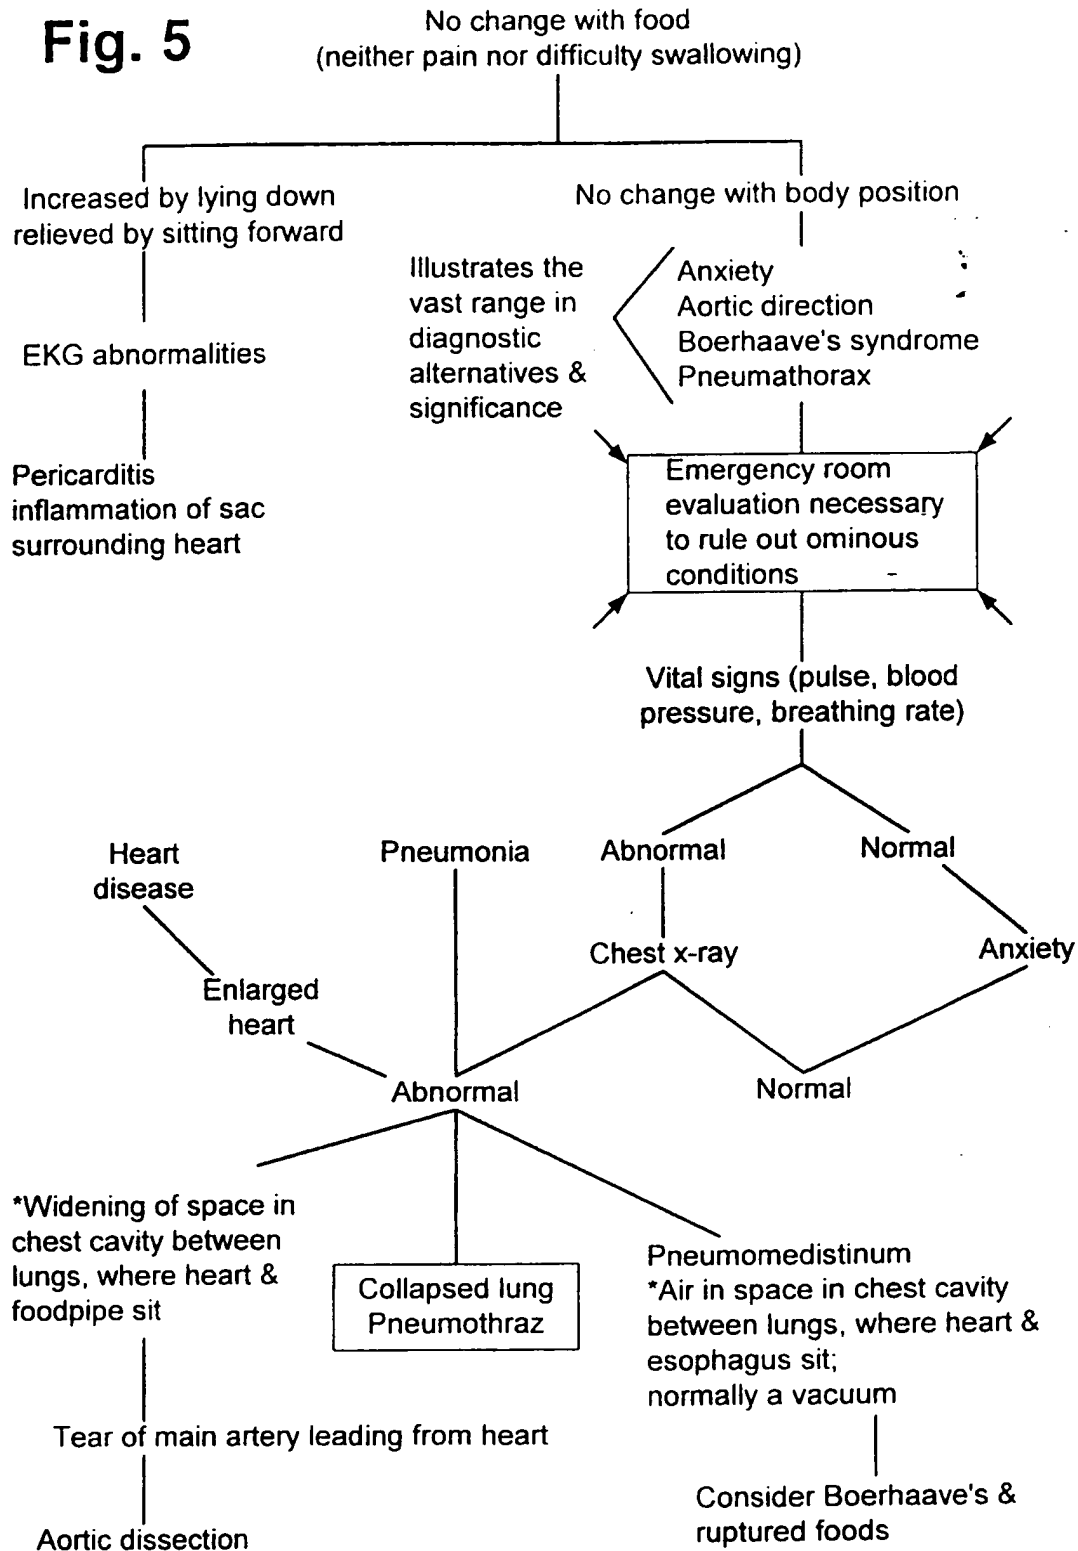 Fig. 5
No change with food
(neither pain nor difficulty swallowing)
Increased by lying down
relieved by sitting forward
EKG abnormalities
Pericarditis
inflammation of sac
surrounding heart
No change with body position
Illustrates the
vast range in
diagnostic
alternatives &
significance
Anxiety
Aortic direction
Boerhaave's syndrome
Pneumathorax
Emergency room
evaluation necessary
to rule out ominous
conditions
Vital signs (pulse, blood
pressure, breathing rate)
Heart
disease
Pneumonia
Abnormal
Normal
Chest x-ray
Anxiety
Enlarged
heart
Abnormal
Normal
*Widening of space in
chest cavity between
lungs, where heart &
foodpipe sit
Collapsed lung
Pneumothraz
Pneumomedistinum
*Air in space in chest cavity
between lungs, where heart &
esophagus sit;
normally a vacuum
Tear of main artery leading from heart
Aortic dissection
Consider Boerhaave's &
ruptured foods